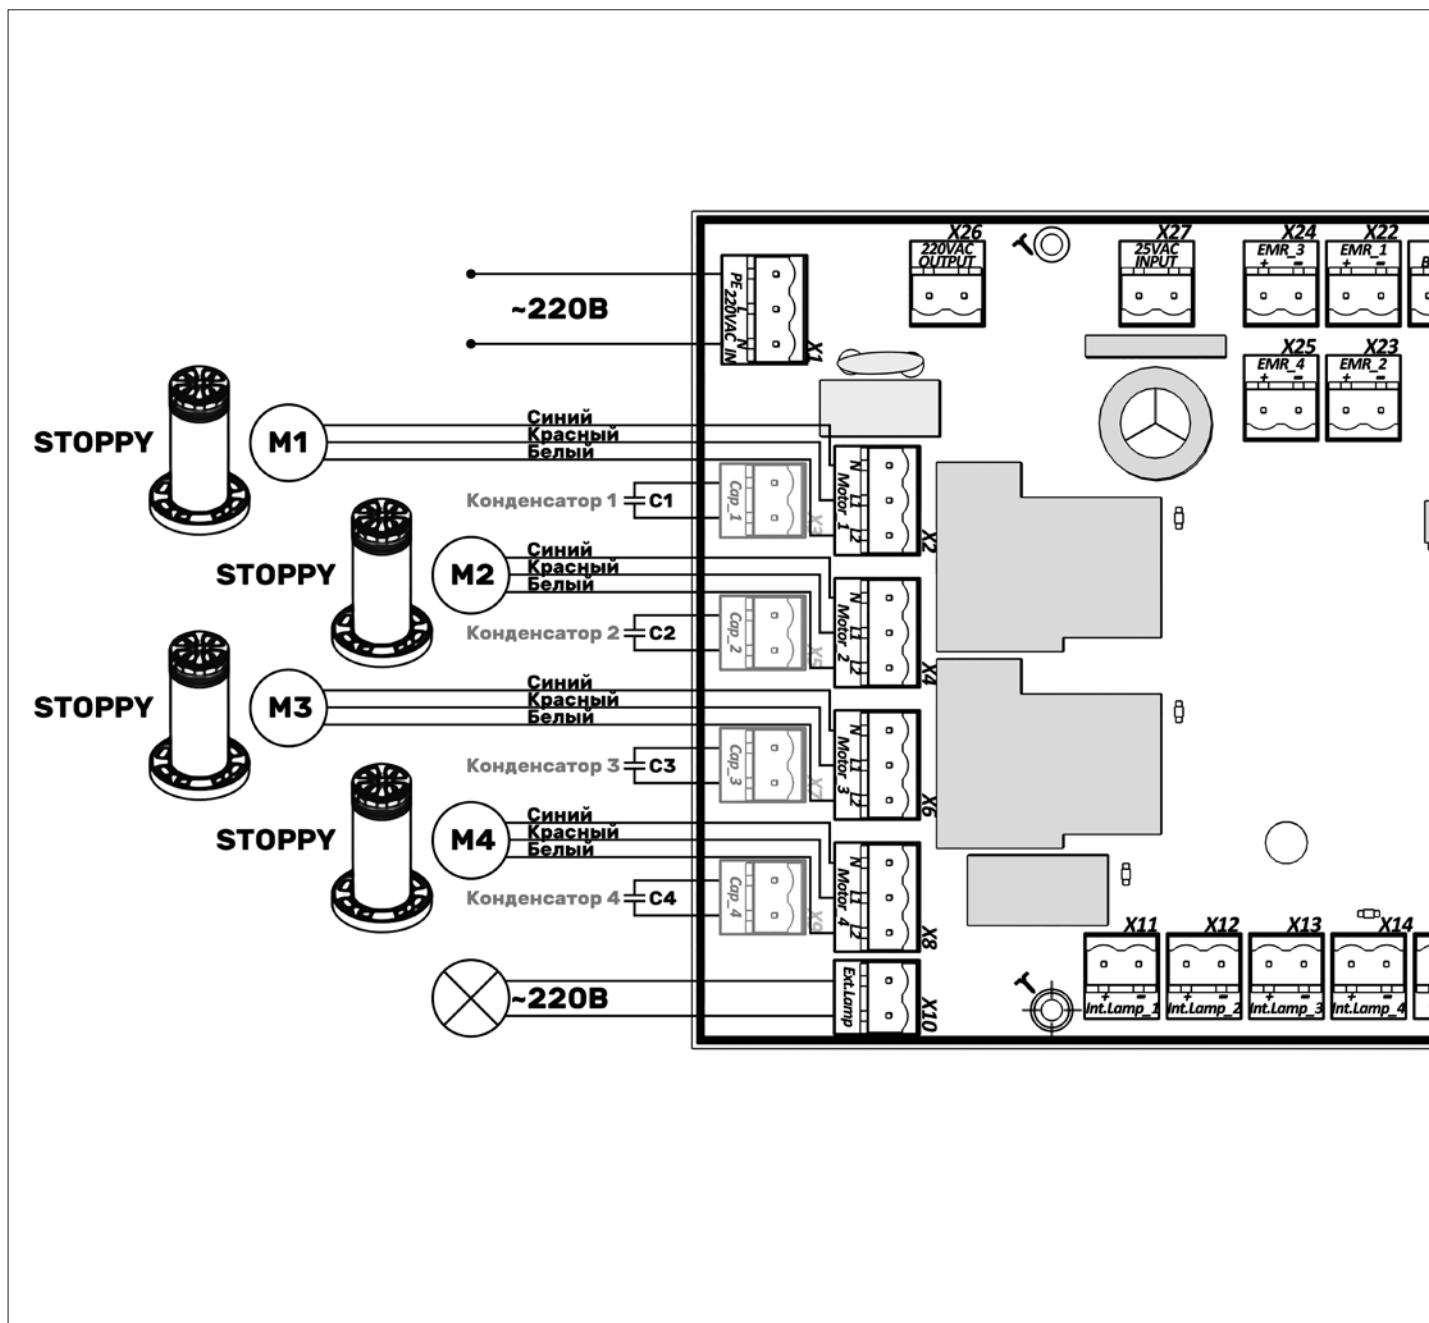 X26
220VAC
OUTPUT
X27
25VAC
INPUT
X24
EMR_3
+ -
X22
EMR_1
+ -
X25
EMR_4
+ -
X23
EMR_2
+ -
~220В
PE
L
N
220VAC IN
X1
STOPPY
M1
Синий
Красный
Белый
Конденсатор 1
C1
Cap_1
X3
N
L1
L2
Motor_1
X2
STOPPY
M2
Синий
Красный
Белый
Конденсатор 2
C2
Cap_2
X5
N
L1
L2
Motor_2
X4
STOPPY
M3
Синий
Красный
Белый
Конденсатор 3
C3
Cap_3
X7
N
L1
L2
Motor_3
X6
STOPPY
M4
Синий
Красный
Белый
Конденсатор 4
C4
Cap_4
X9
N
L1
L2
Motor_4
X8
~220В
Ext.Lamp
X10
X11
+ -
Int.Lamp_1
X12
+ -
Int.Lamp_2
X13
+ -
Int.Lamp_3
X14
+ -
Int.Lamp_4